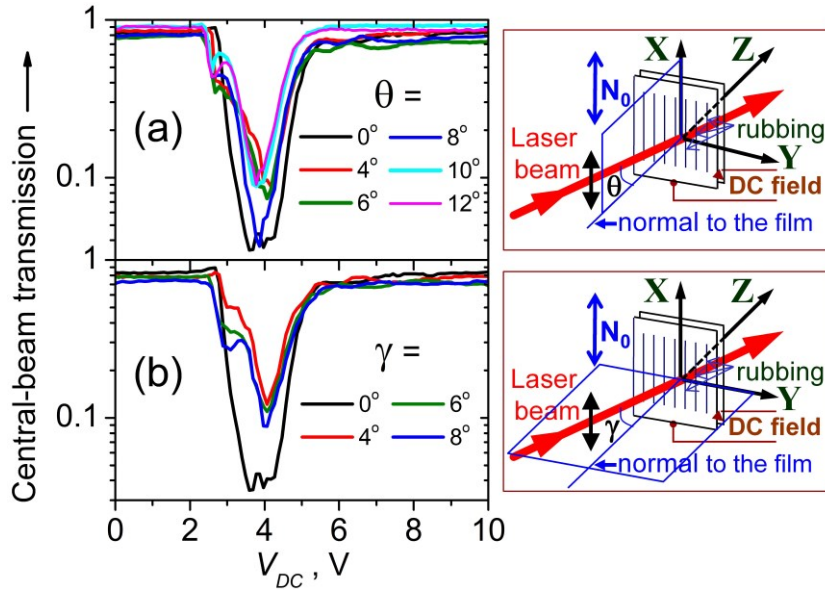 Central-beam transmission →
1
0.1
(a)
θ =
0° 8°
4° 10°
6° 12°
1
0.1
(b)
γ =
0° 6°
4° 8°
0 2 4 6 8 10
V_DC , V
X Z
N₀
Laser
beam
rubbing
Y
θ
DC field
normal to the film
X Z
N₀
Laser
beam
rubbing
Y
γ
DC field
normal to the film